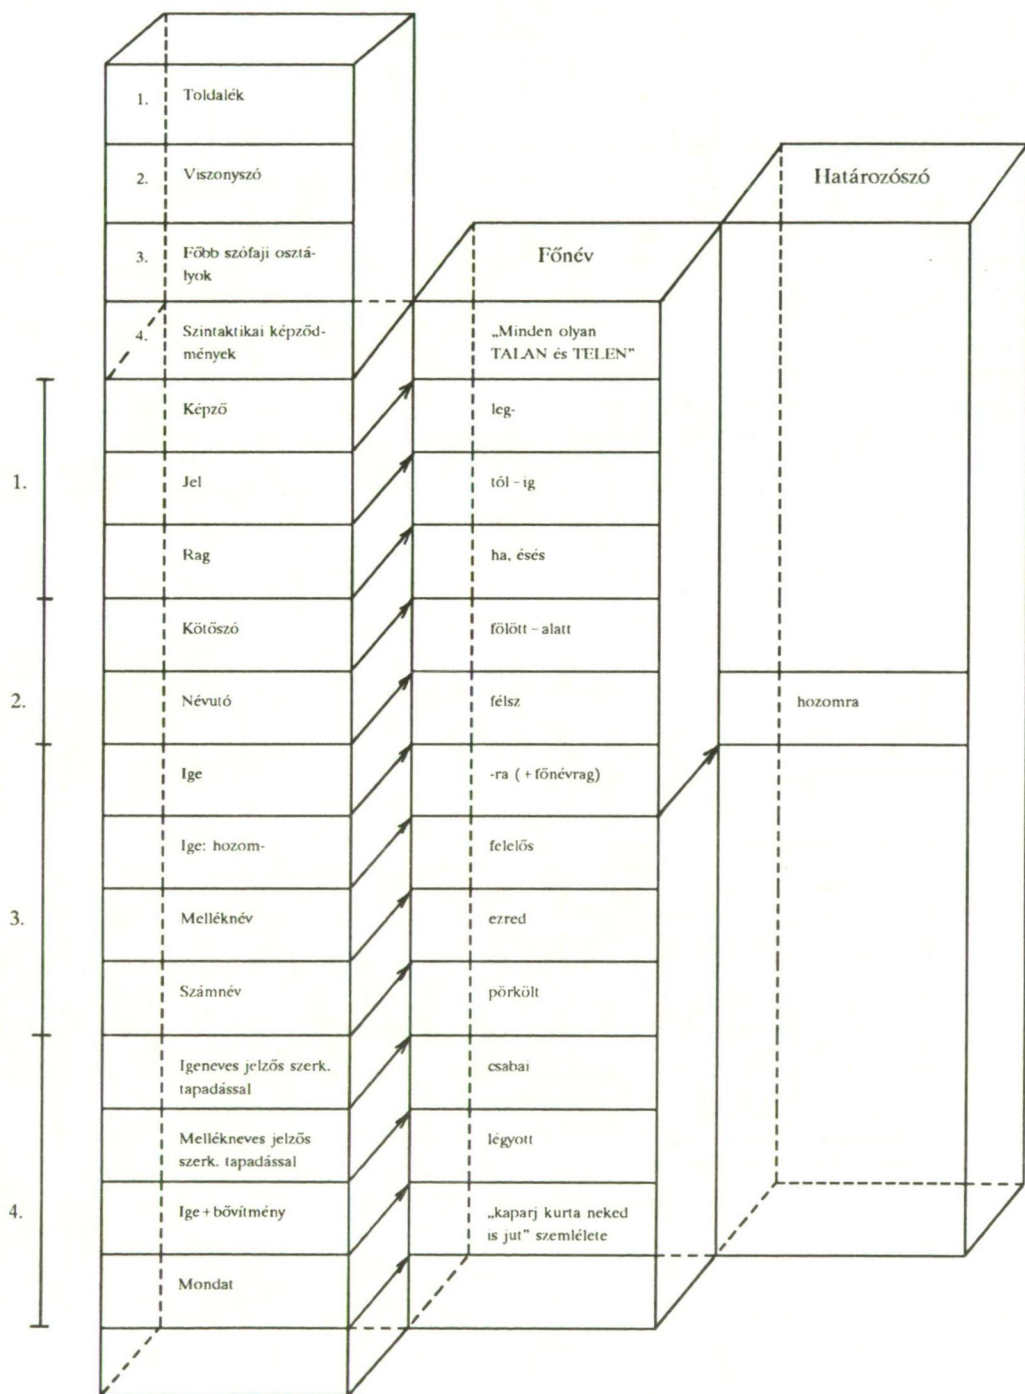 1. Toldalék
2. Viszonyszó
3. Főbb szófaji osztá-
lyok
4. Szintaktikai képződ-
mények
Képző
Jel
Rag
Kötőszó
Névutó
Ige
Ige: hozom-
Melléknév
Számnév
Igeneves jelzős szerk.
tapadással
Mellékneves jelzős
szerk. tapadással
Ige + bővítmény
Mondat
1.
2.
3.
4.
Főnév
„Minden olyan
TALAN és TELEN”
leg-
tól – ig
ha, ésés
fölött – alatt
félsz
-ra ( + főnévrag)
felelős
ezred
pörkölt
csabai
légyott
„kaparj kurta neked
is jut” szemlélete
Határozószó
hozomra